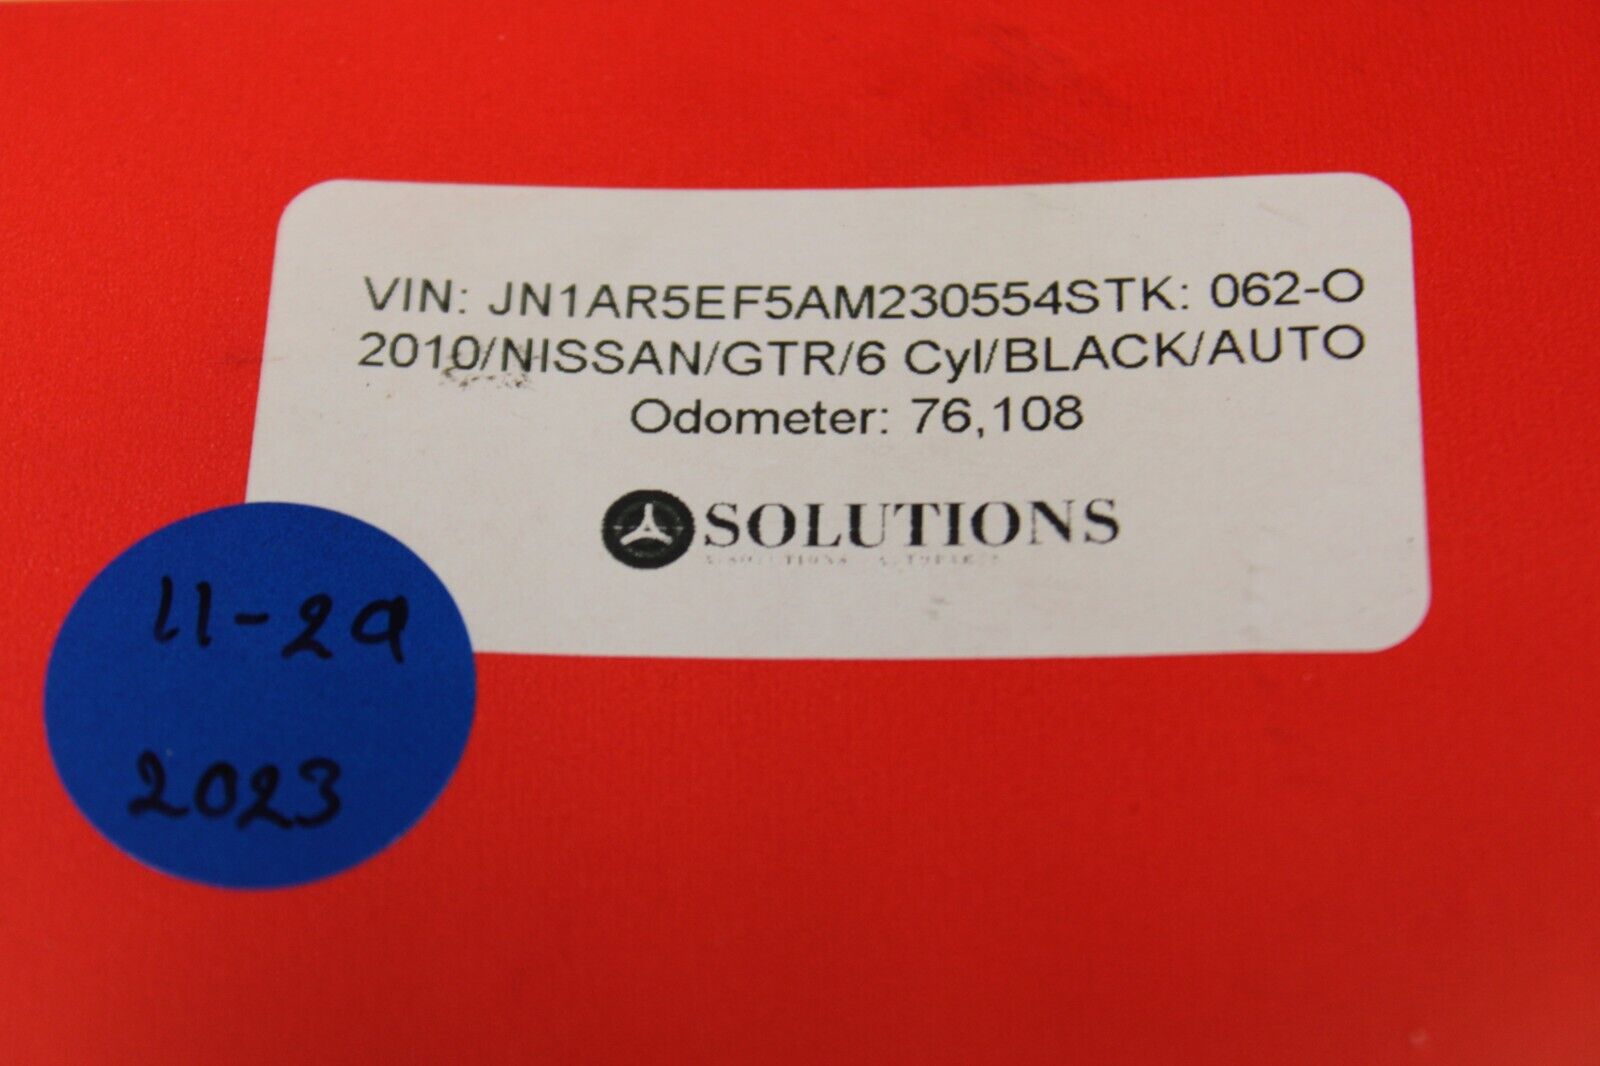 VIN: JN1AR5EF5AM230554STK: 062-O
2010/NISSAN/GTR/6 Cyl/BLACK/AUTO
Odometer: 76,108
SOLUTIONS
11-29
2023